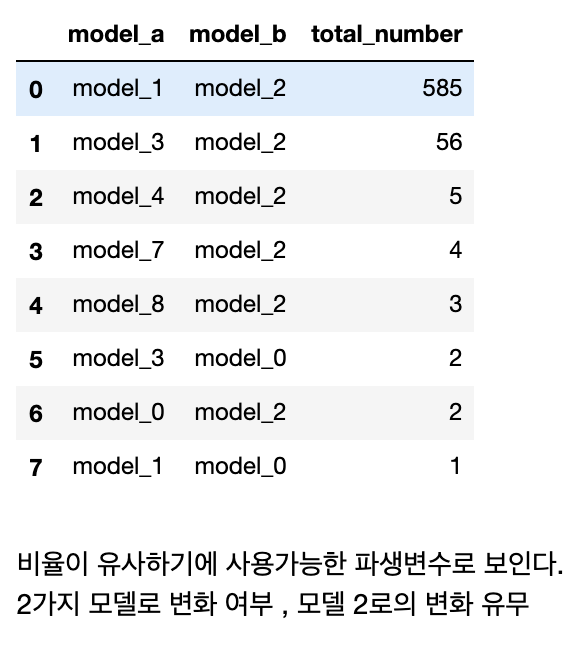 model_a model_b total_number
0 model_1 model_2 585
1 model_3 model_2 56
2 model_4 model_2 5
3 model_7 model_2 4
4 model_8 model_2 3
5 model_3 model_0 2
6 model_0 model_2 2
7 model_1 model_0 1
비율이 유사하기에 사용가능한 파생변수로 보인다.
2가지 모델로 변화 여부 , 모델 2로의 변화 유무